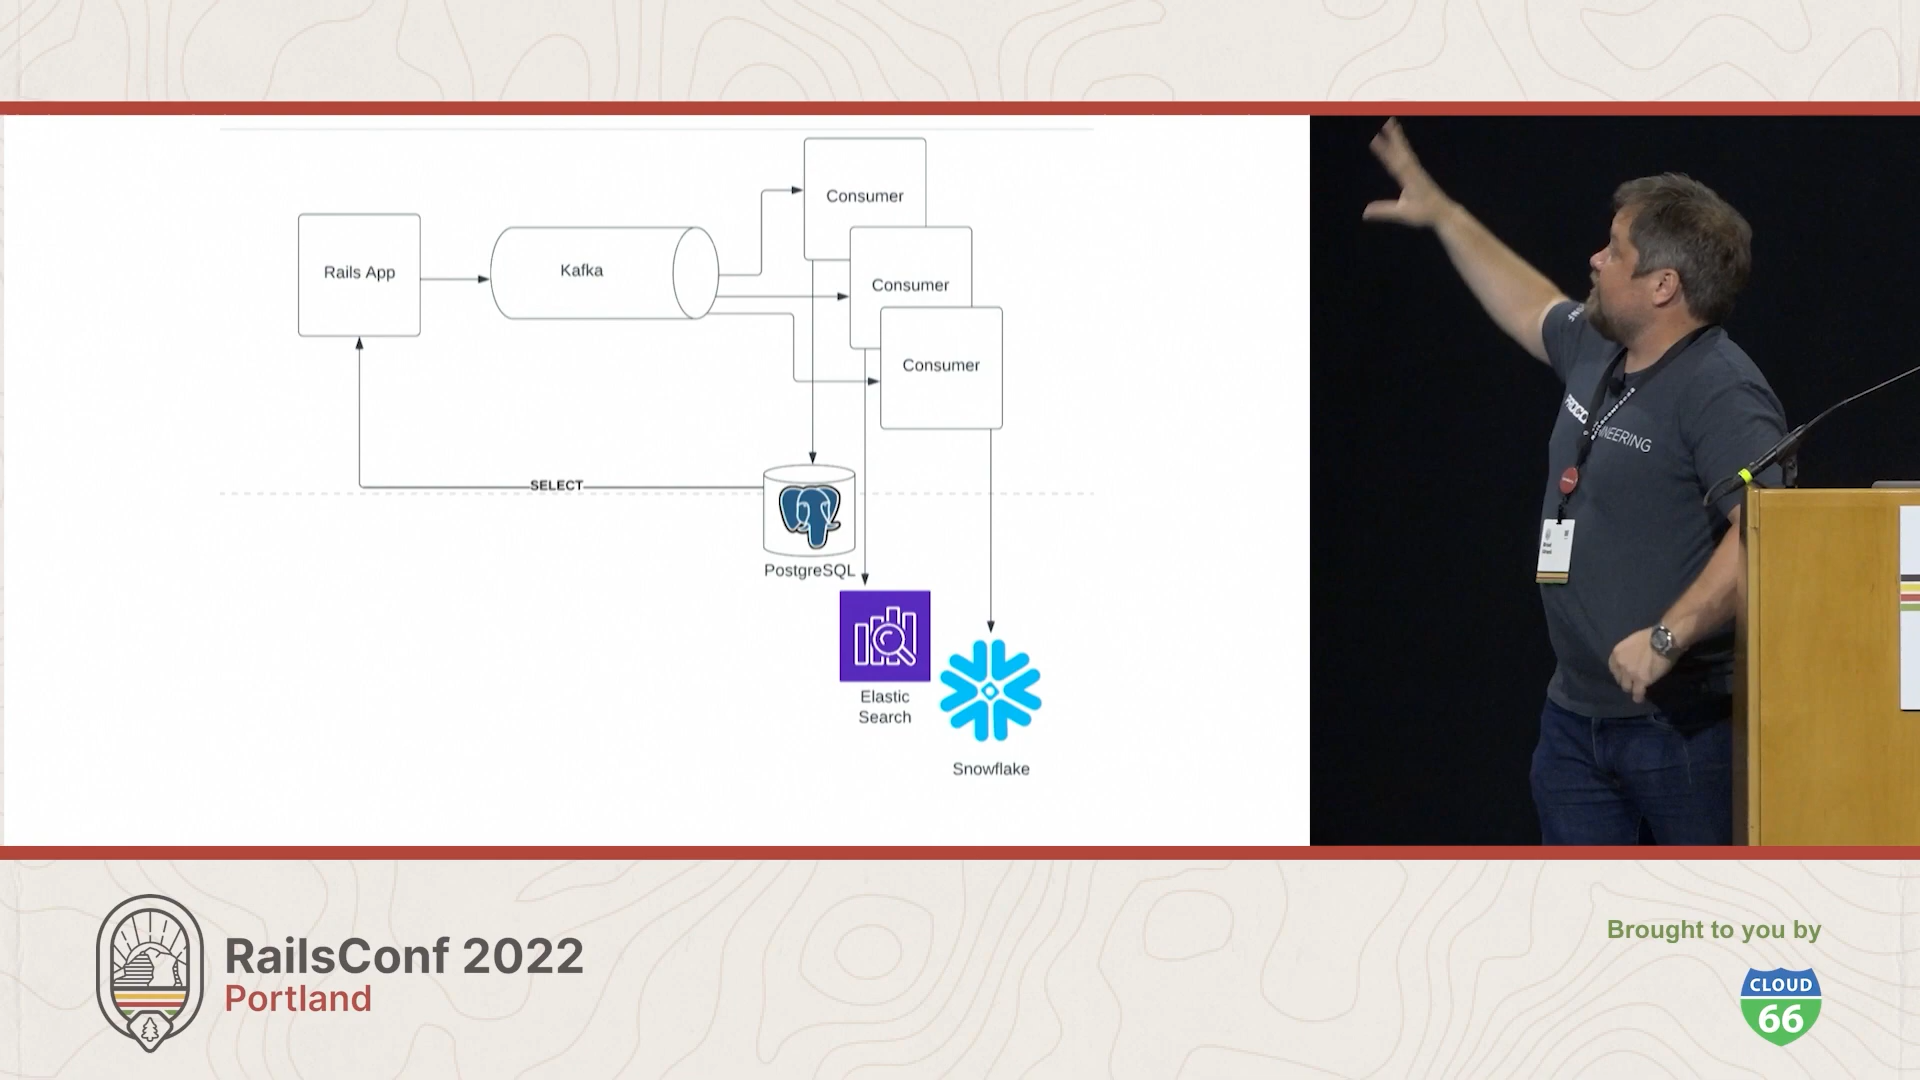 Consumer
Rails App
Kafka
Consumer
Consumer
SELECT
PostgreSQL
Elastic
Search
Snowflake
RailsConf 2022
Portland
Brought to you by
CLOUD
66